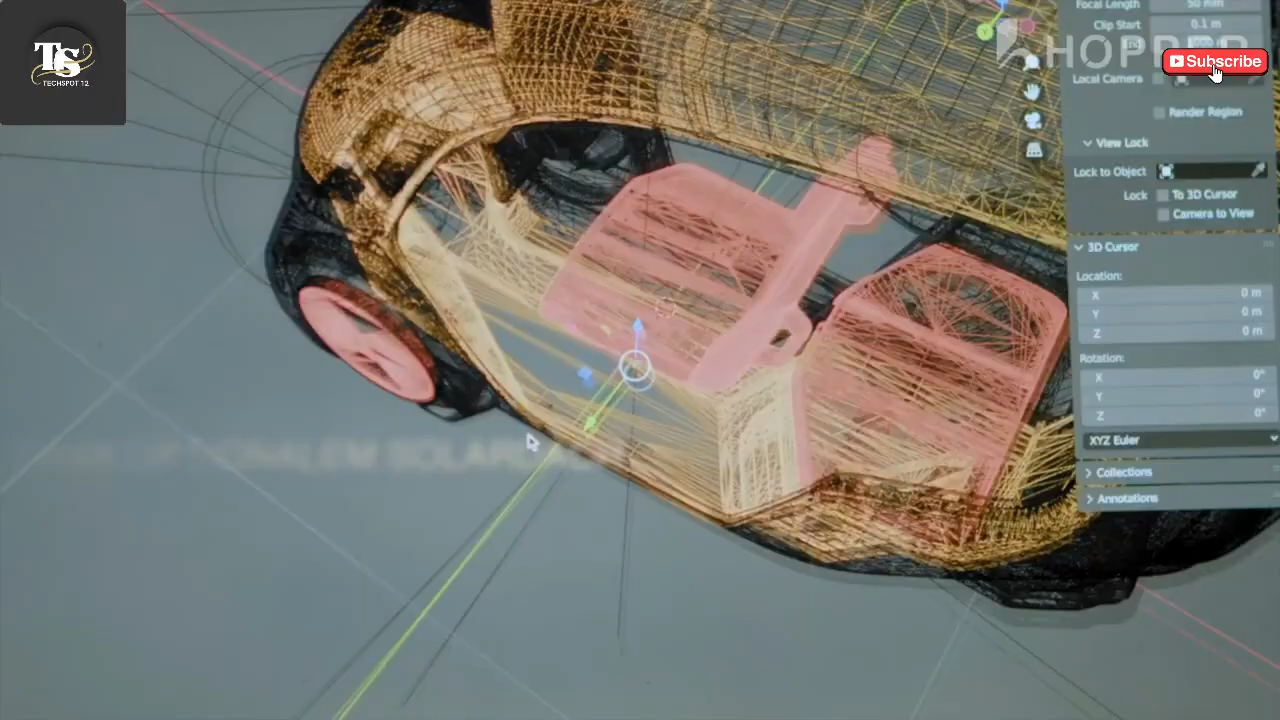 TS
TECHSPOT 12
Focal Length 50 mm
Clip Start 0.1 m
End
HOPPER
Subscribe
Local Camera
Render Region
View Lock
Lock to Object
Lock To 3D Cursor
Camera to View
3D Cursor
Location:
X 0 m
Y 0 m
Z 0 m
Rotation:
X 0°
Y 0°
Z 0°
XYZ Euler
Collections
Annotations